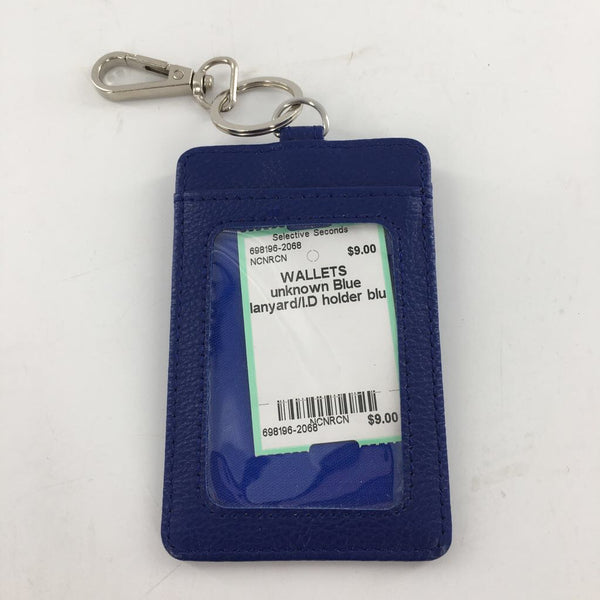 Selective Seconds
698196-2068
NCNRCN $9.00
WALLETS
unknown Blue
lanyard/I.D holder blu
NCNRCN
698196-2068 $9.00